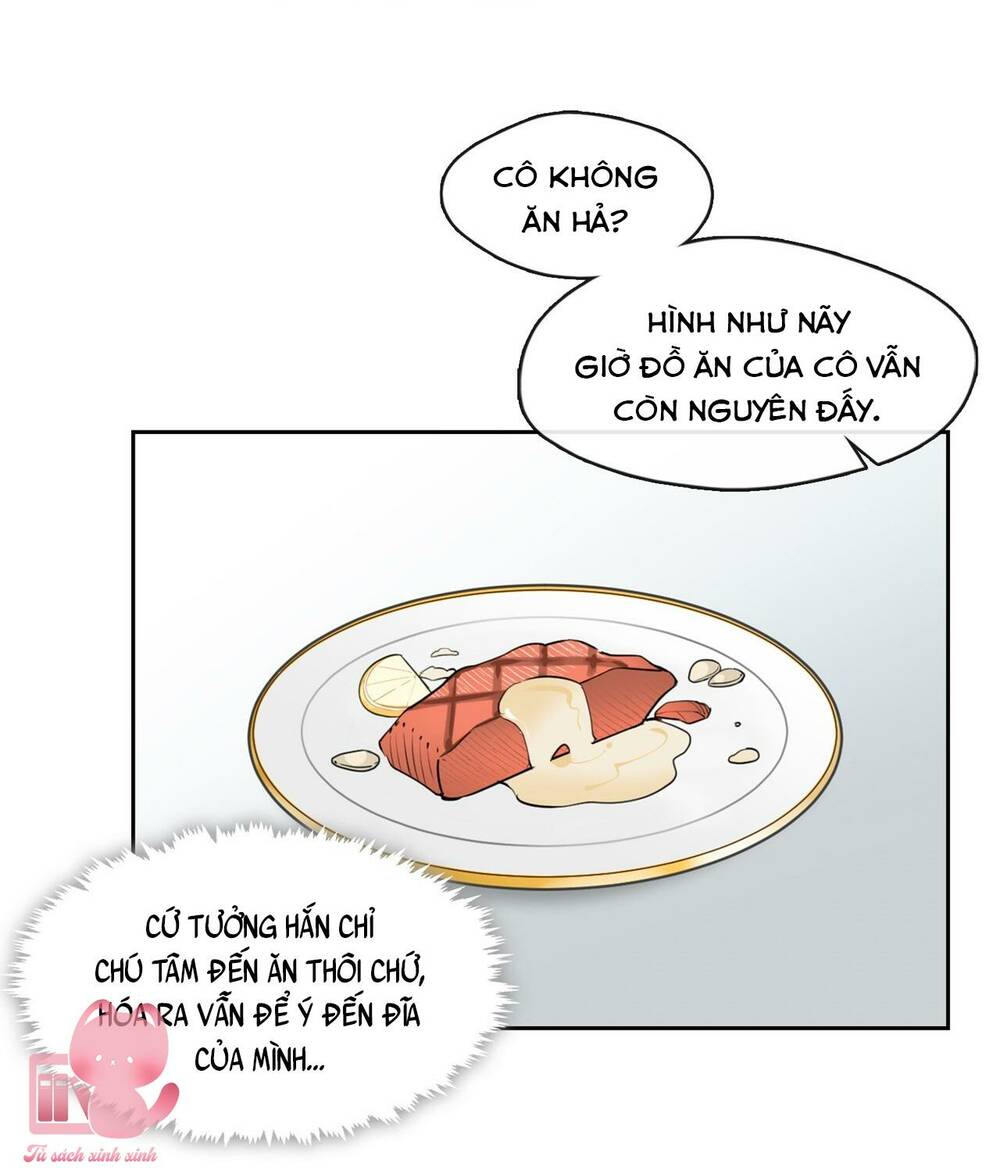 CÔ KHÔNG
ĂN HẢ?
HÌNH NHƯ NÃY
GIỜ ĐỒ ĂN CỦA CÔ VẪN
CÒN NGUYÊN ĐẤY.
CỨ TƯỞNG HẮN CHỈ
CHÚ TÂM ĐẾN ĂN THÔI CHỨ,
HÓA RA VẪN ĐỂ Ý ĐẾN ĐĨA
CỦA MÌNH...
Tủ sách xinh xinh